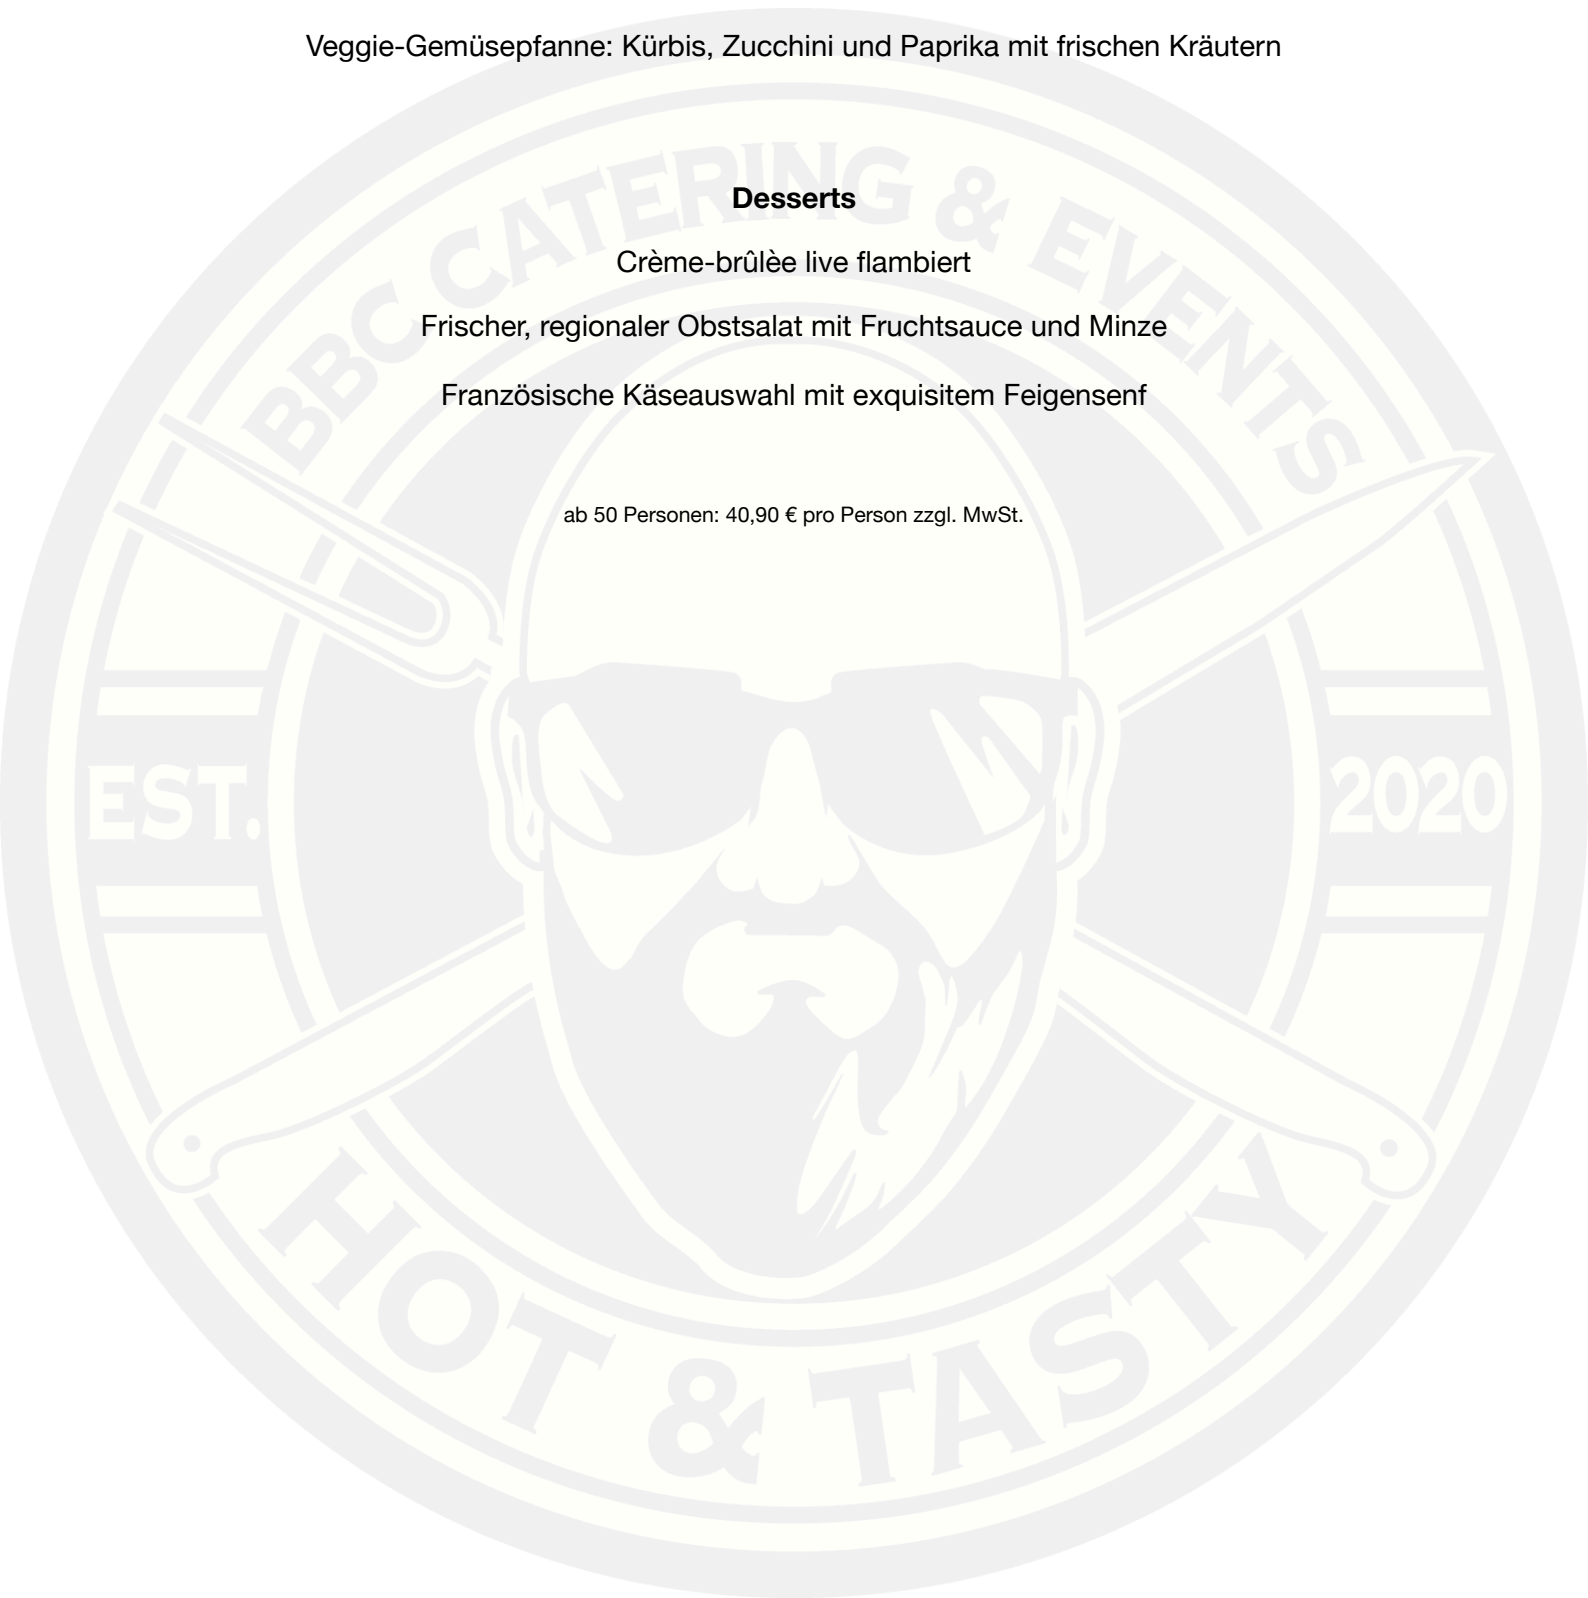 Veggie-Gemüsepfanne: Kürbis, Zucchini und Paprika mit frischen Kräutern
BBC CATERING & EVENTS
Desserts
Crème-brûlèe live flambiert
Frischer, regionaler Obstsalat mit Fruchtsauce und Minze
Französische Käseauswahl mit exquisitem Feigensenf
ab 50 Personen: 40,90 € pro Person zzgl. MwSt.
EST. 2020
HOT & TASTY